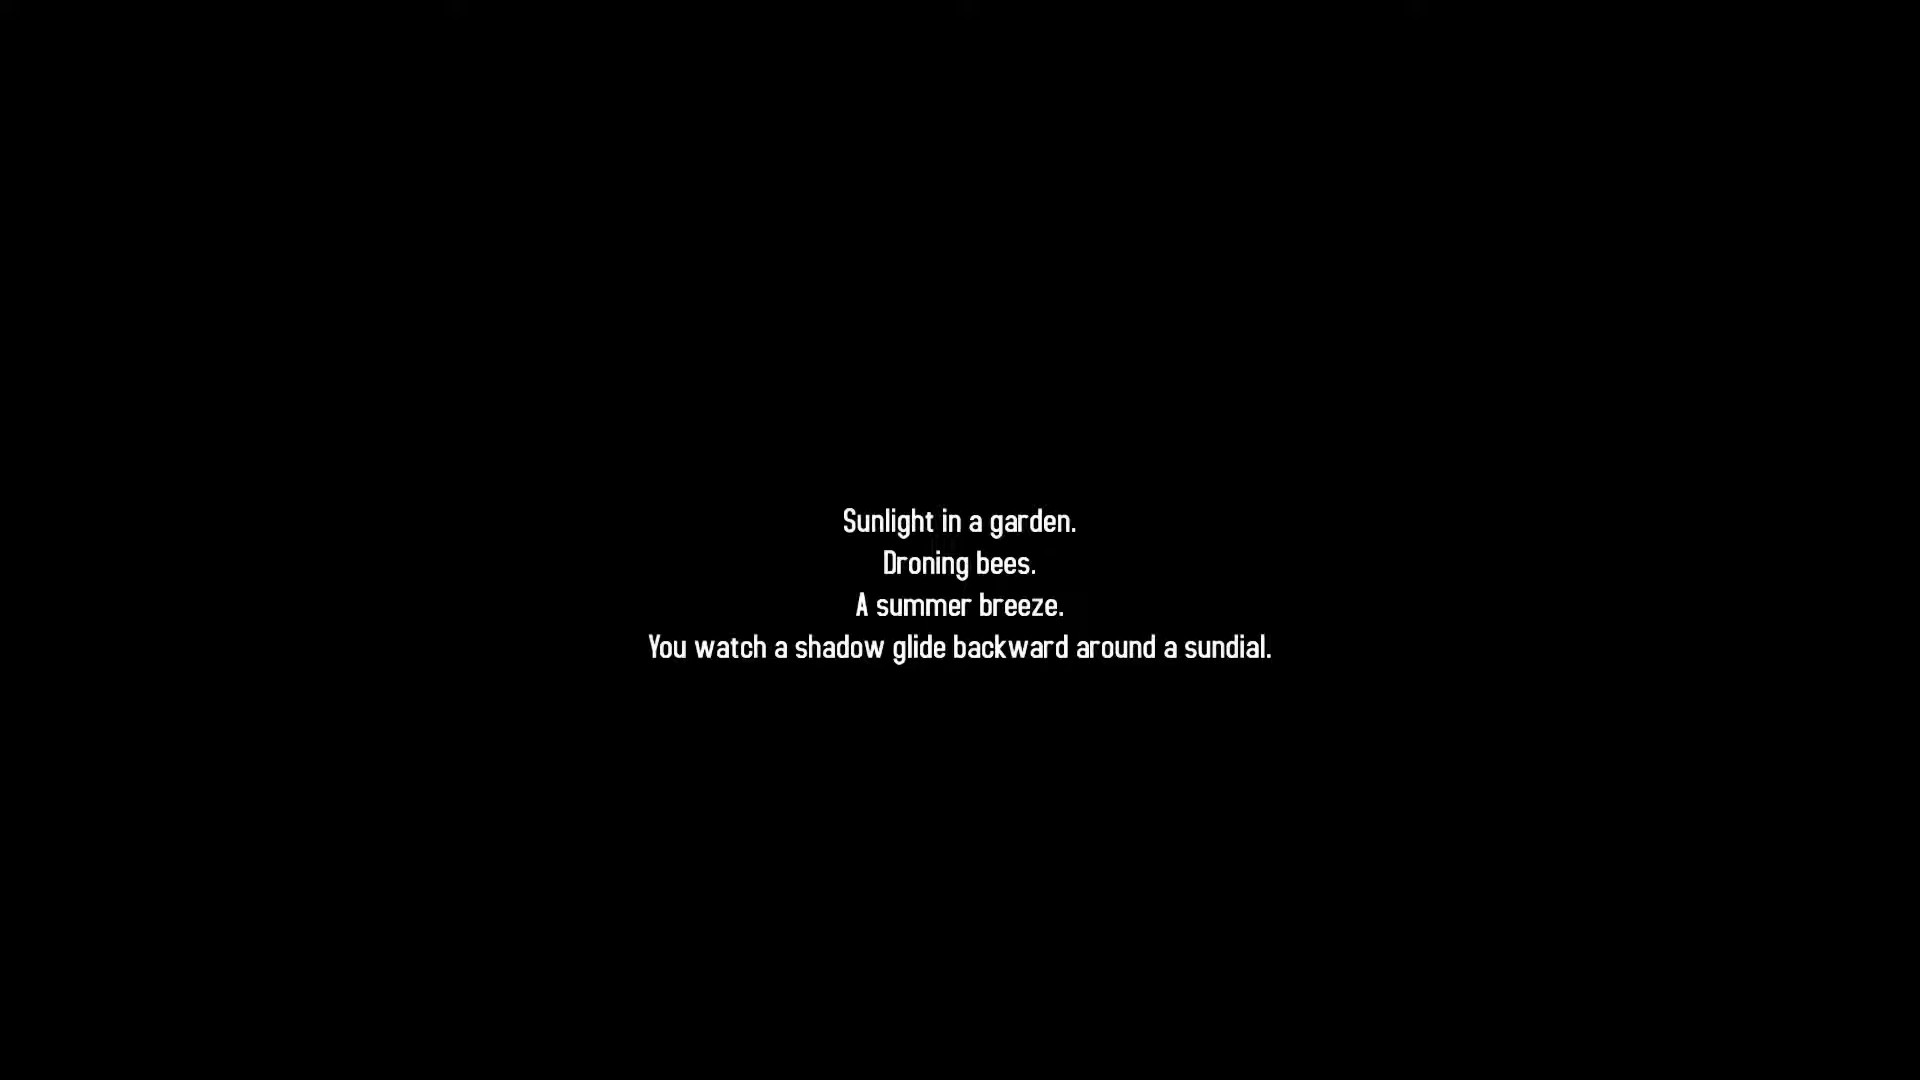 Sunlight in a garden.
Droning bees.
A summer breeze.
You watch a shadow glide backward around a sundial.